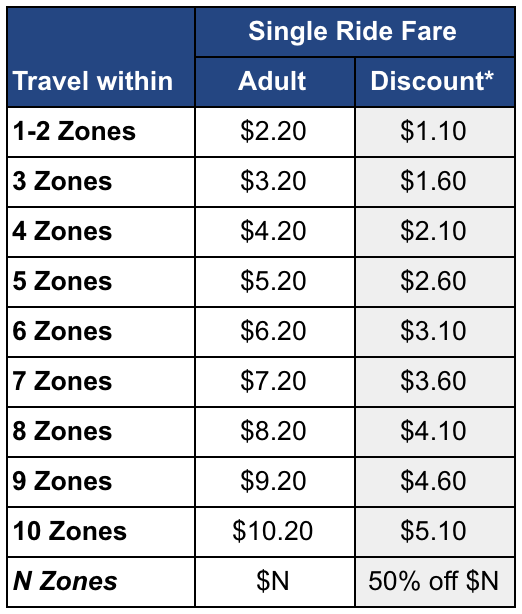 Single Ride Fare
Travel within Adult Discount*
1-2 Zones $2.20 $1.10
3 Zones $3.20 $1.60
4 Zones $4.20 $2.10
5 Zones $5.20 $2.60
6 Zones $6.20 $3.10
7 Zones $7.20 $3.60
8 Zones $8.20 $4.10
9 Zones $9.20 $4.60
10 Zones $10.20 $5.10
N Zones $N 50% off $N